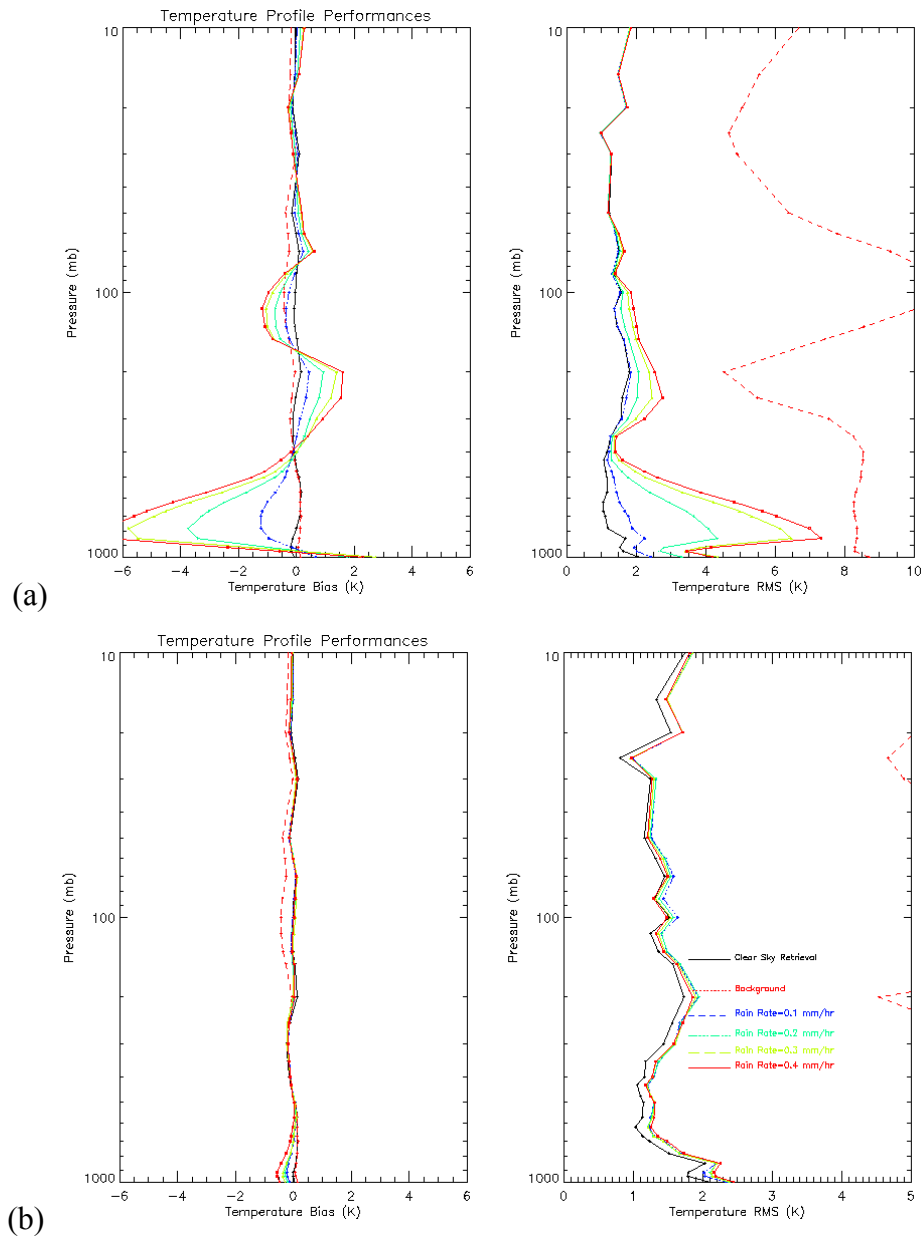 Temperature Profile Performances
10
100
1000
Pressure (mb)
-6 -4 -2 0 2 4 6
Temperature Bias (K)
10
100
1000
Pressure (mb)
0 2 4 6 8 10
Temperature RMS (K)
(a)
Temperature Profile Performances
10
100
1000
Pressure (mb)
-6 -4 -2 0 2 4 6
Temperature Bias (K)
10
100
1000
Pressure (mb)
Clear Sky Retrieval
Background
Rain Rate=0.1 mm/hr
Rain Rate=0.2 mm/hr
Rain Rate=0.3 mm/hr
Rain Rate=0.4 mm/hr
0 1 2 3 4 5
Temperature RMS (K)
(b)